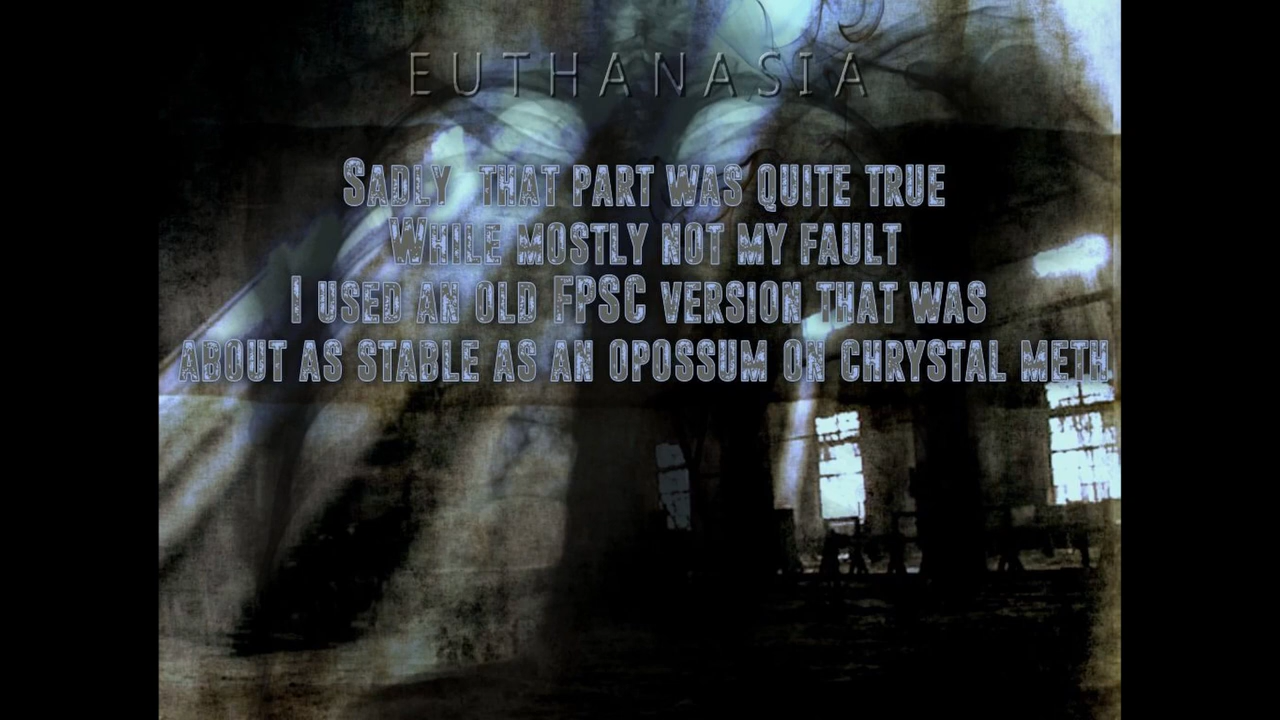 EUTHANASIA
Sadly that part was quite true
While mostly not my fault
I used an old FPSC version that was
about as stable as an opossum on chrystal meth.